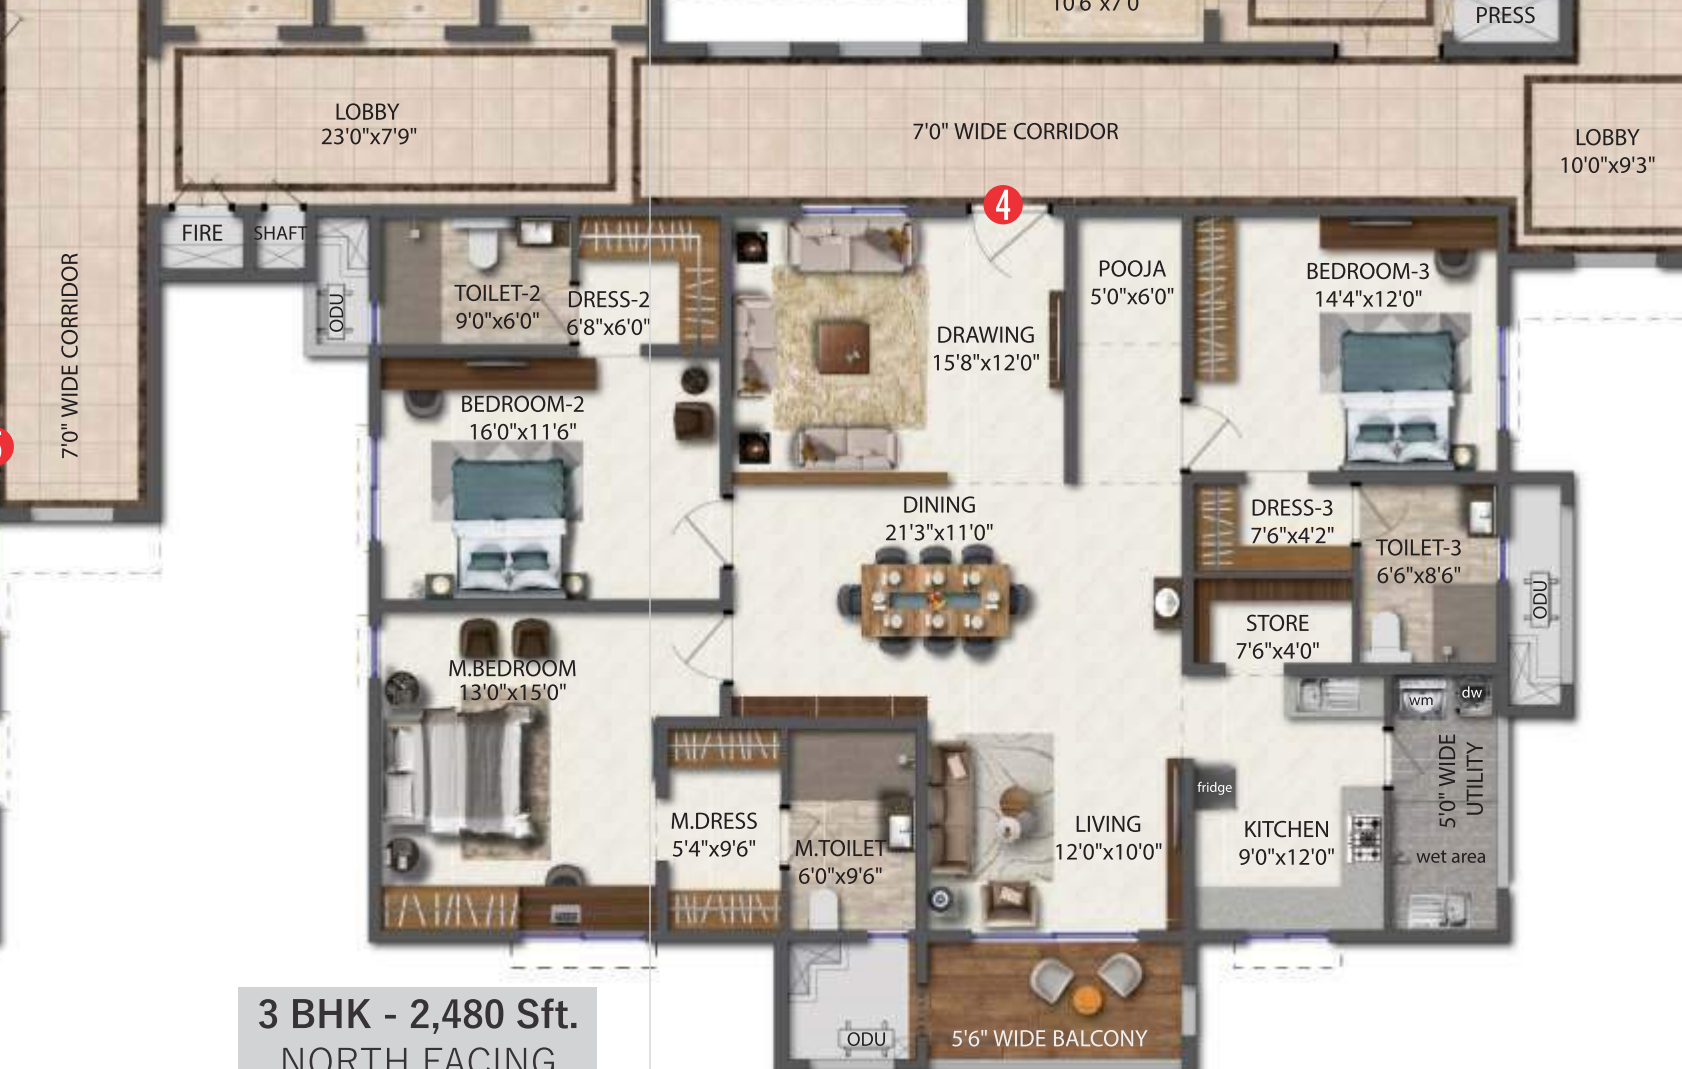 10'6"x7'0"
PRESS
LOBBY
23'0"x7'9"
7'0" WIDE CORRIDOR
LOBBY
10'0"x9'3"
4
FIRE
SHAFT
ODU
7'0" WIDE CORRIDOR
TOILET-2
9'0"x6'0"
DRESS-2
6'8"x6'0"
DRAWING
15'8"x12'0"
POOJA
5'0"x6'0"
BEDROOM-3
14'4"x12'0"
BEDROOM-2
16'0"x11'6"
DINING
21'3"x11'0"
DRESS-3
7'6"x4'2"
TOILET-3
6'6"x8'6"
ODU
STORE
7'6"x4'0"
M.BEDROOM
13'0"x15'0"
wm
dw
5'0" WIDE
UTILITY
fridge
M.DRESS
5'4"x9'6"
M.TOILET
6'0"x9'6"
LIVING
12'0"x10'0"
KITCHEN
9'0"x12'0"
wet area
3 BHK - 2,480 Sft.
NORTH FACING
ODU
5'6" WIDE BALCONY